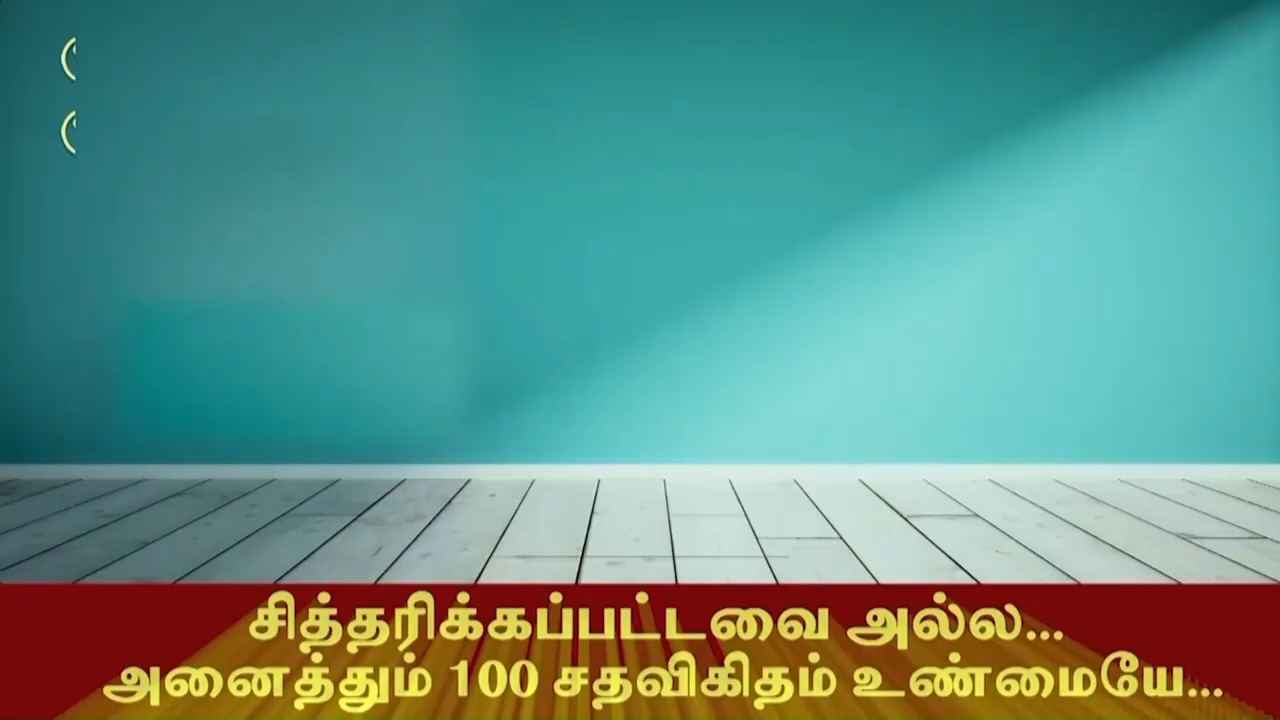 சித்தரிக்கப்பட்டவை அல்ல...
அனைத்தும் 100 சதவிகிதம் உண்மையே...